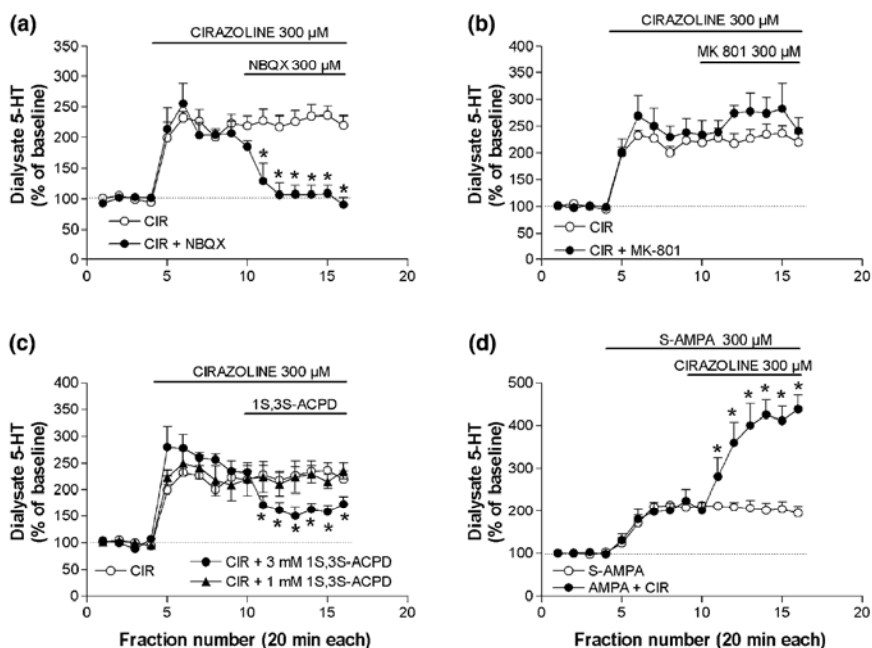 (a)
CIRAZOLINE 300 µM
NBQX 300 µM
Dialysate 5-HT
(% of baseline)
350
300
250
200
150
100
50
0
* * * * * *
CIR
CIR + NBQX
0 5 10 15 20
(b)
CIRAZOLINE 300 µM
MK 801 300 µM
Dialysate 5-HT
(% of baseline)
400
350
300
250
200
150
100
50
0
CIR
CIR + MK-801
0 5 10 15 20
(c)
CIRAZOLINE 300 µM
1S,3S-ACPD
Dialysate 5-HT
(% of baseline)
400
350
300
250
200
150
100
50
0
* * * * * *
CIR
CIR + 3 mM 1S,3S-ACPD
CIR + 1 mM 1S,3S-ACPD
0 5 10 15 20
Fraction number (20 min each)
(d)
S-AMPA 300 µM
CIRAZOLINE 300 µM
Dialysate 5-HT
(% of baseline)
500
400
300
200
100
0
* * * * * *
S-AMPA
AMPA + CIR
0 5 10 15 20
Fraction number (20 min each)